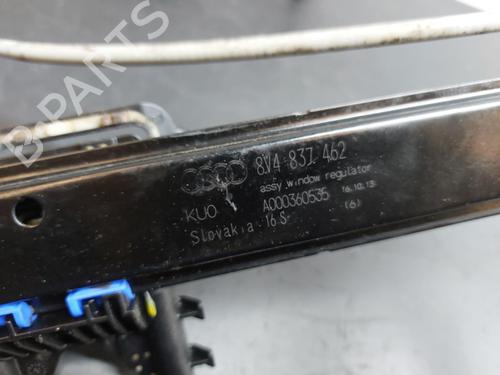 B-PARTS
8V4 837 462
assy window regulator
KUO A000360535 16.10.13
Slovakia 16 S (6)